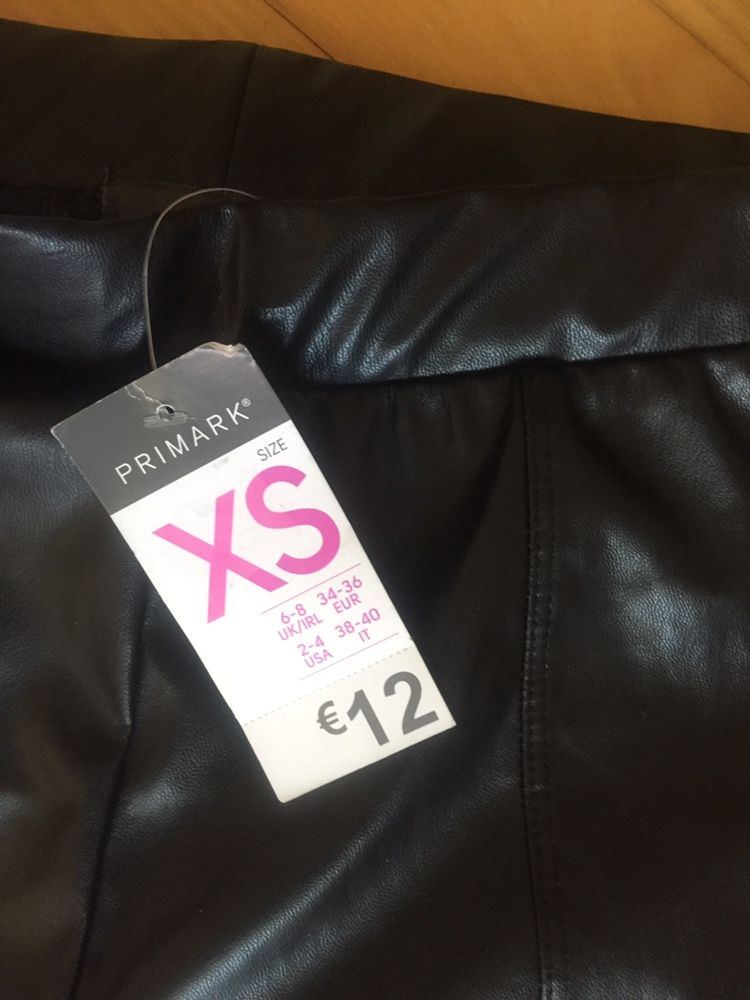 PRIMARK®
SIZE
XS
6-8 34-36
UK/IRL EUR
2-4 38-40
USA IT
€12